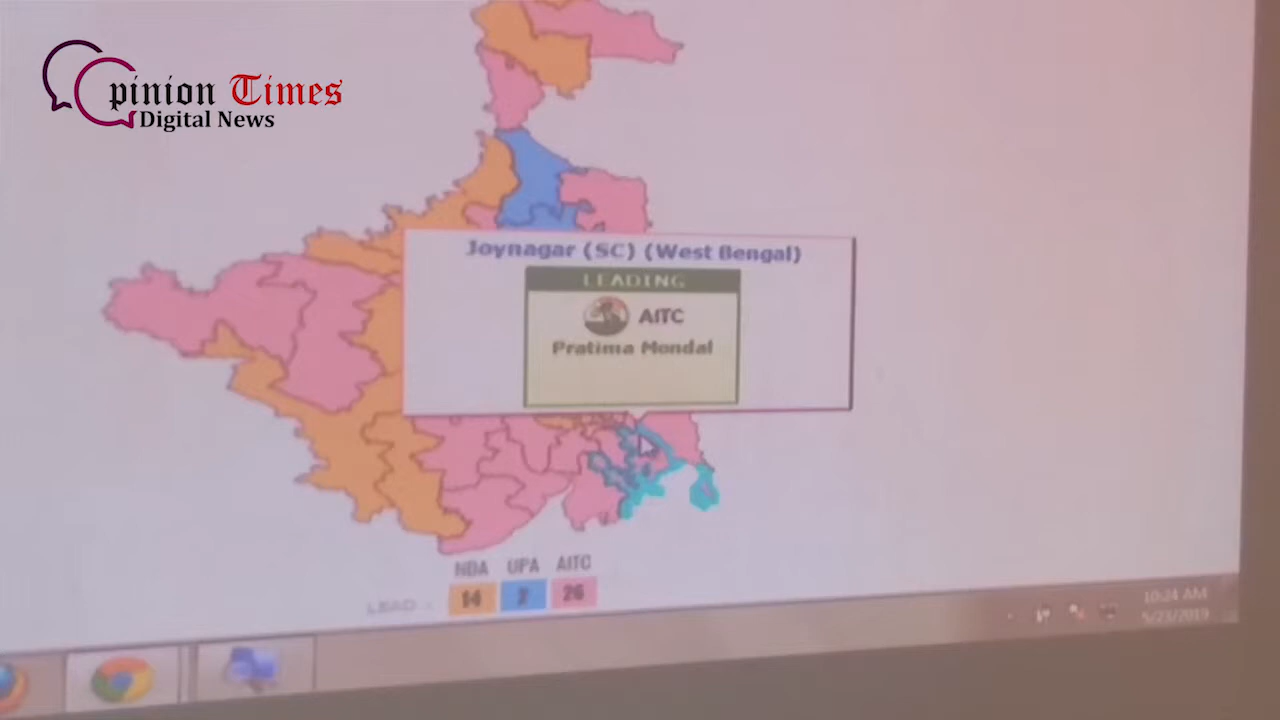 Opinion Times
Digital News
Joynagar (SC) (West Bengal)
LEADING
AITC
Pratima Mondal
NDA UPA AITC
LEAD 14 2 26
10:24 AM
5/23/2019